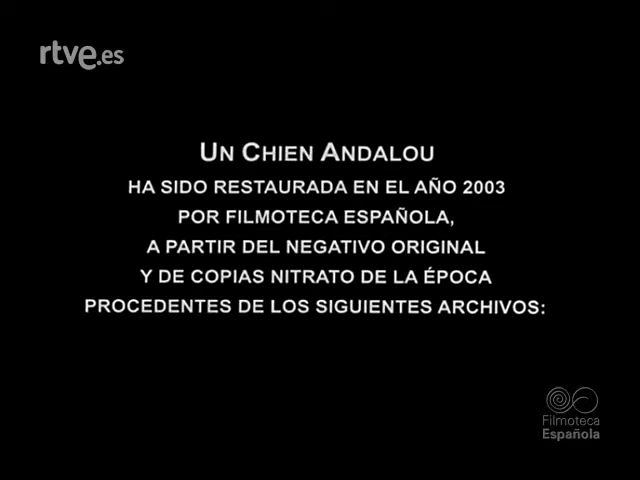 rtve.es
UN CHIEN ANDALOU
HA SIDO RESTAURADA EN EL AÑO 2003
POR FILMOTECA ESPAÑOLA,
A PARTIR DEL NEGATIVO ORIGINAL
Y DE COPIAS NITRATO DE LA ÉPOCA
PROCEDENTES DE LOS SIGUIENTES ARCHIVOS:
Filmoteca
Española